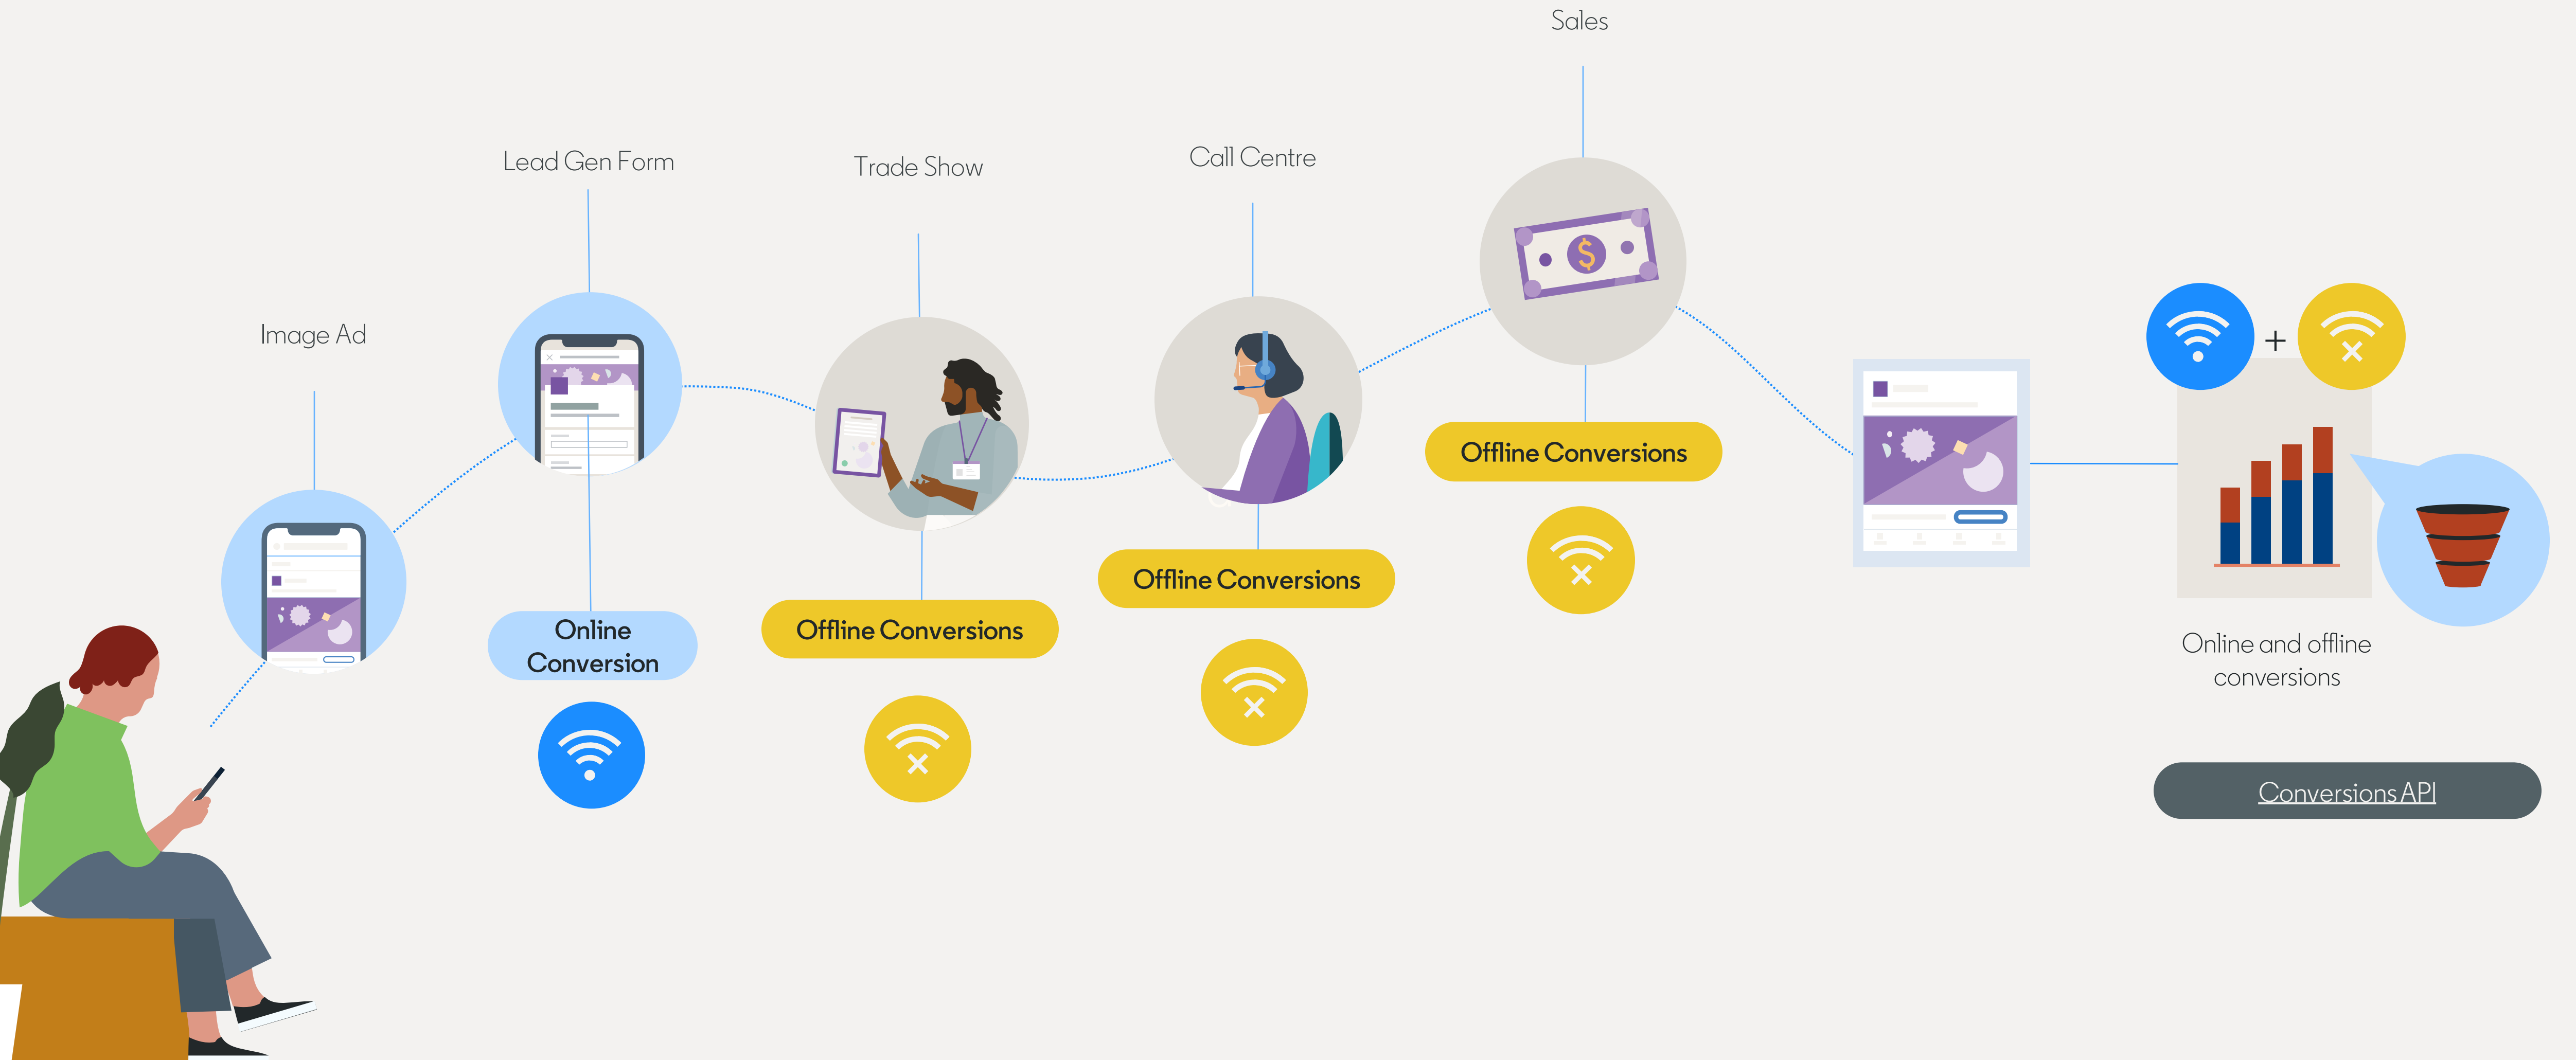 Sales
Lead Gen Form
Trade Show
Call Centre
Image Ad
$
+
Offline Conversions
Offline Conversions
Online
Conversion
Offline Conversions
Online and offline
conversions
Conversions API